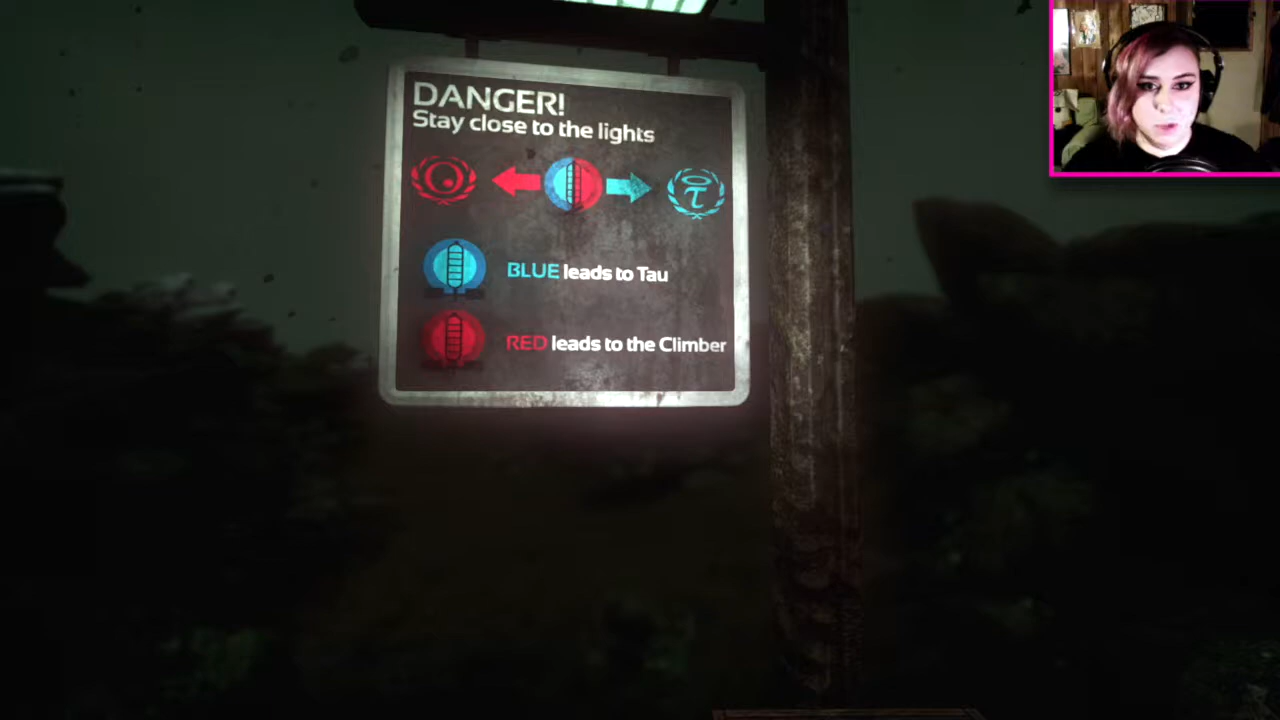 DANGER!
Stay close to the lights
τ
BLUE leads to Tau
RED leads to the Climber